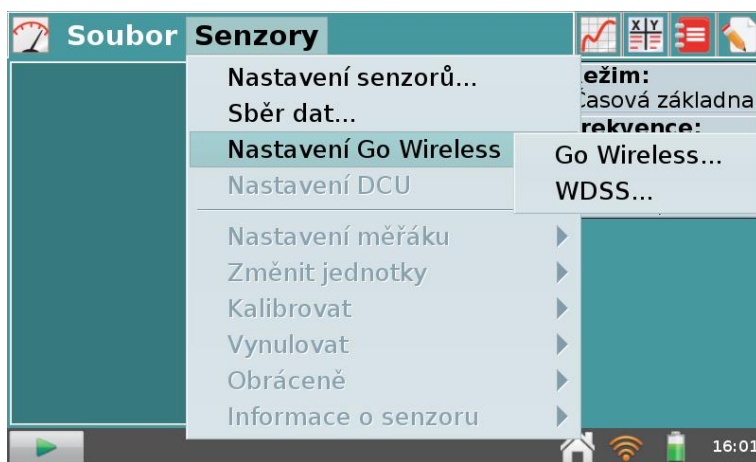 Soubor Senzory
Nastavení senzorů...
Sběr dat...
Nastavení Go Wireless
Nastavení DCU
Nastavení měřáku
Změnit jednotky
Kalibrovat
Vynulovat
Obráceně
Informace o senzoru
Go Wireless...
WDSS...
X Y
ežim:
Časová základna
rekvence:
16:01